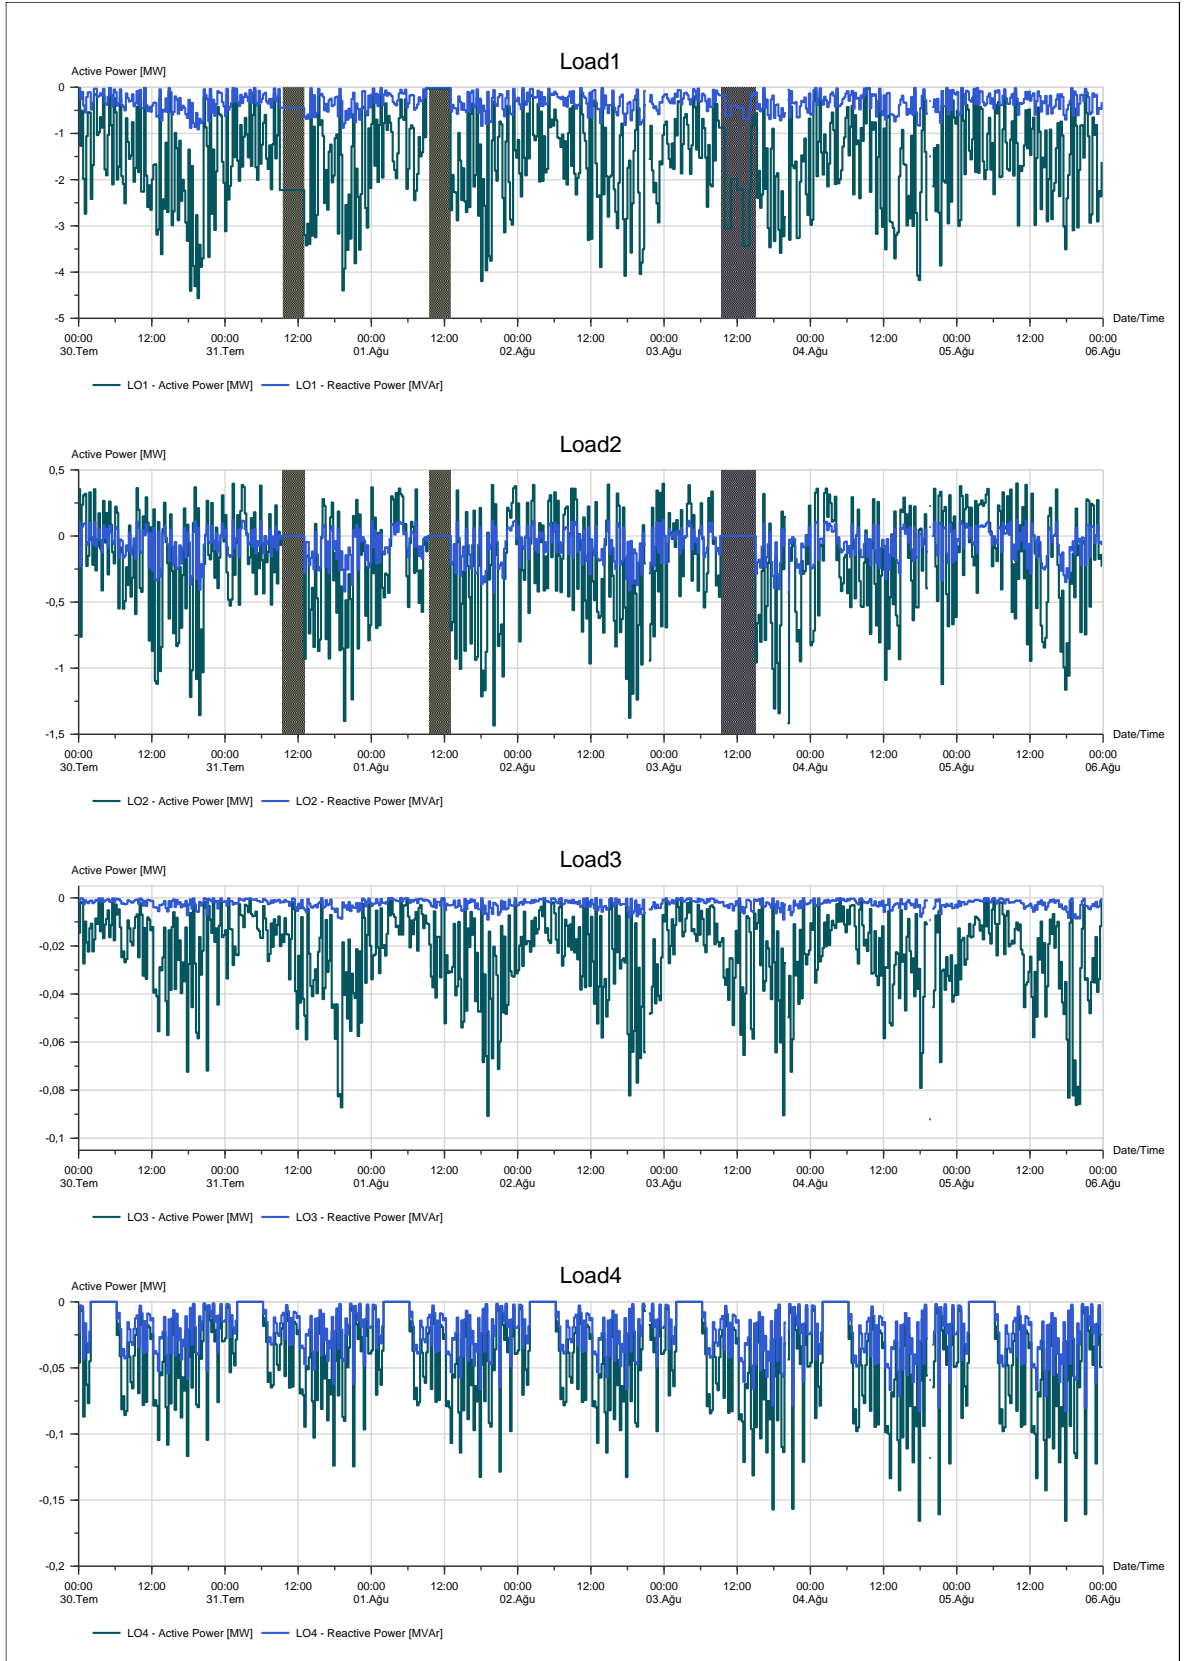 Load1
Active Power [MW]
0
-1
-2
-3
-4
-5
00:00 12:00 00:00 12:00 00:00 12:00 00:00 12:00 00:00 12:00 00:00 12:00 00:00 12:00 00:00
30.Tem 31.Tem 01.Ağu 02.Ağu 03.Ağu 04.Ağu 05.Ağu 06.Ağu
Date/Time
LO1 - Active Power [MW] LO1 - Reactive Power [MVAr]
Load2
Active Power [MW]
0,5
0
-0,5
-1
-1,5
00:00 12:00 00:00 12:00 00:00 12:00 00:00 12:00 00:00 12:00 00:00 12:00 00:00 12:00 00:00
30.Tem 31.Tem 01.Ağu 02.Ağu 03.Ağu 04.Ağu 05.Ağu 06.Ağu
Date/Time
LO2 - Active Power [MW] LO2 - Reactive Power [MVAr]
Load3
Active Power [MW]
0
-0,02
-0,04
-0,06
-0,08
-0,1
00:00 12:00 00:00 12:00 00:00 12:00 00:00 12:00 00:00 12:00 00:00 12:00 00:00 12:00 00:00
30.Tem 31.Tem 01.Ağu 02.Ağu 03.Ağu 04.Ağu 05.Ağu 06.Ağu
Date/Time
LO3 - Active Power [MW] LO3 - Reactive Power [MVAr]
Load4
Active Power [MW]
0
-0,05
-0,1
-0,15
-0,2
00:00 12:00 00:00 12:00 00:00 12:00 00:00 12:00 00:00 12:00 00:00 12:00 00:00 12:00 00:00
30.Tem 31.Tem 01.Ağu 02.Ağu 03.Ağu 04.Ağu 05.Ağu 06.Ağu
Date/Time
LO4 - Active Power [MW] LO4 - Reactive Power [MVAr]